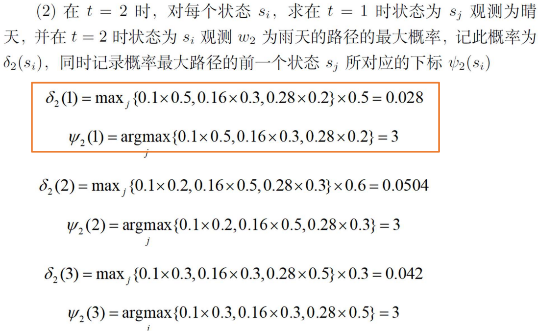 (2) 在 t = 2 时，对每个状态 s_i，求在 t = 1 时状态为 s_j 观测为晴
天，并在 t = 2 时状态为 s_i 观测 w_2 为雨天的路径的最大概率，记此概率为
δ_2(s_i)，同时记录概率最大路径的前一个状态 s_j 所对应的下标 ψ_2(s_i)
δ_2(1) = max_j{0.1×0.5, 0.16×0.3, 0.28×0.2}×0.5 = 0.028
ψ_2(1) = argmax_j{0.1×0.5, 0.16×0.3, 0.28×0.2} = 3
δ_2(2) = max_j{0.1×0.2, 0.16×0.5, 0.28×0.3}×0.6 = 0.0504
ψ_2(2) = argmax_j{0.1×0.2, 0.16×0.5, 0.28×0.3} = 3
δ_2(3) = max_j{0.1×0.3, 0.16×0.3, 0.28×0.5}×0.3 = 0.042
ψ_2(3) = argmax_j{0.1×0.3, 0.16×0.3, 0.28×0.5} = 3